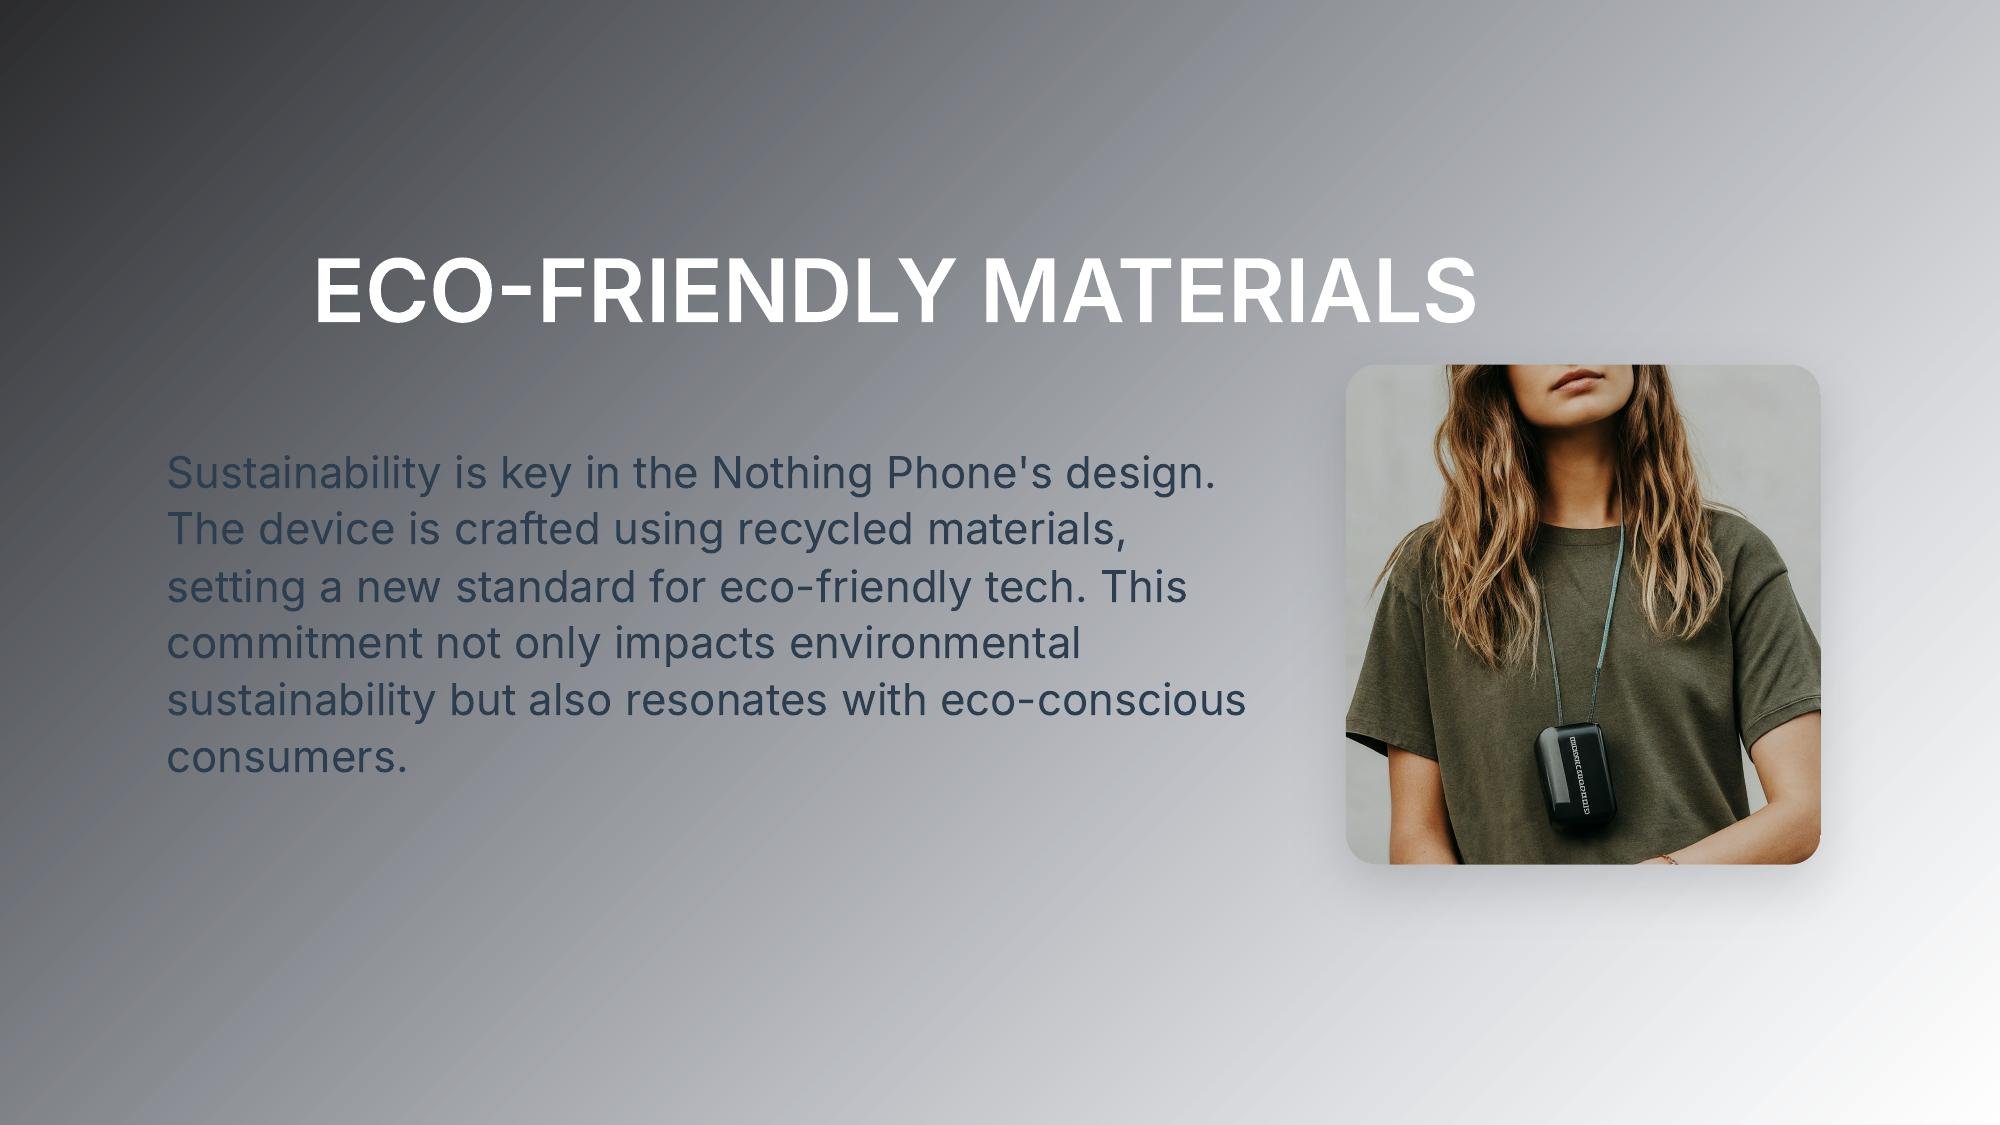 ECO-FRIENDLY MATERIALS
Sustainability is key in the Nothing Phone's design.
The device is crafted using recycled materials,
setting a new standard for eco-friendly tech. This
commitment not only impacts environmental
sustainability but also resonates with eco-conscious
consumers.